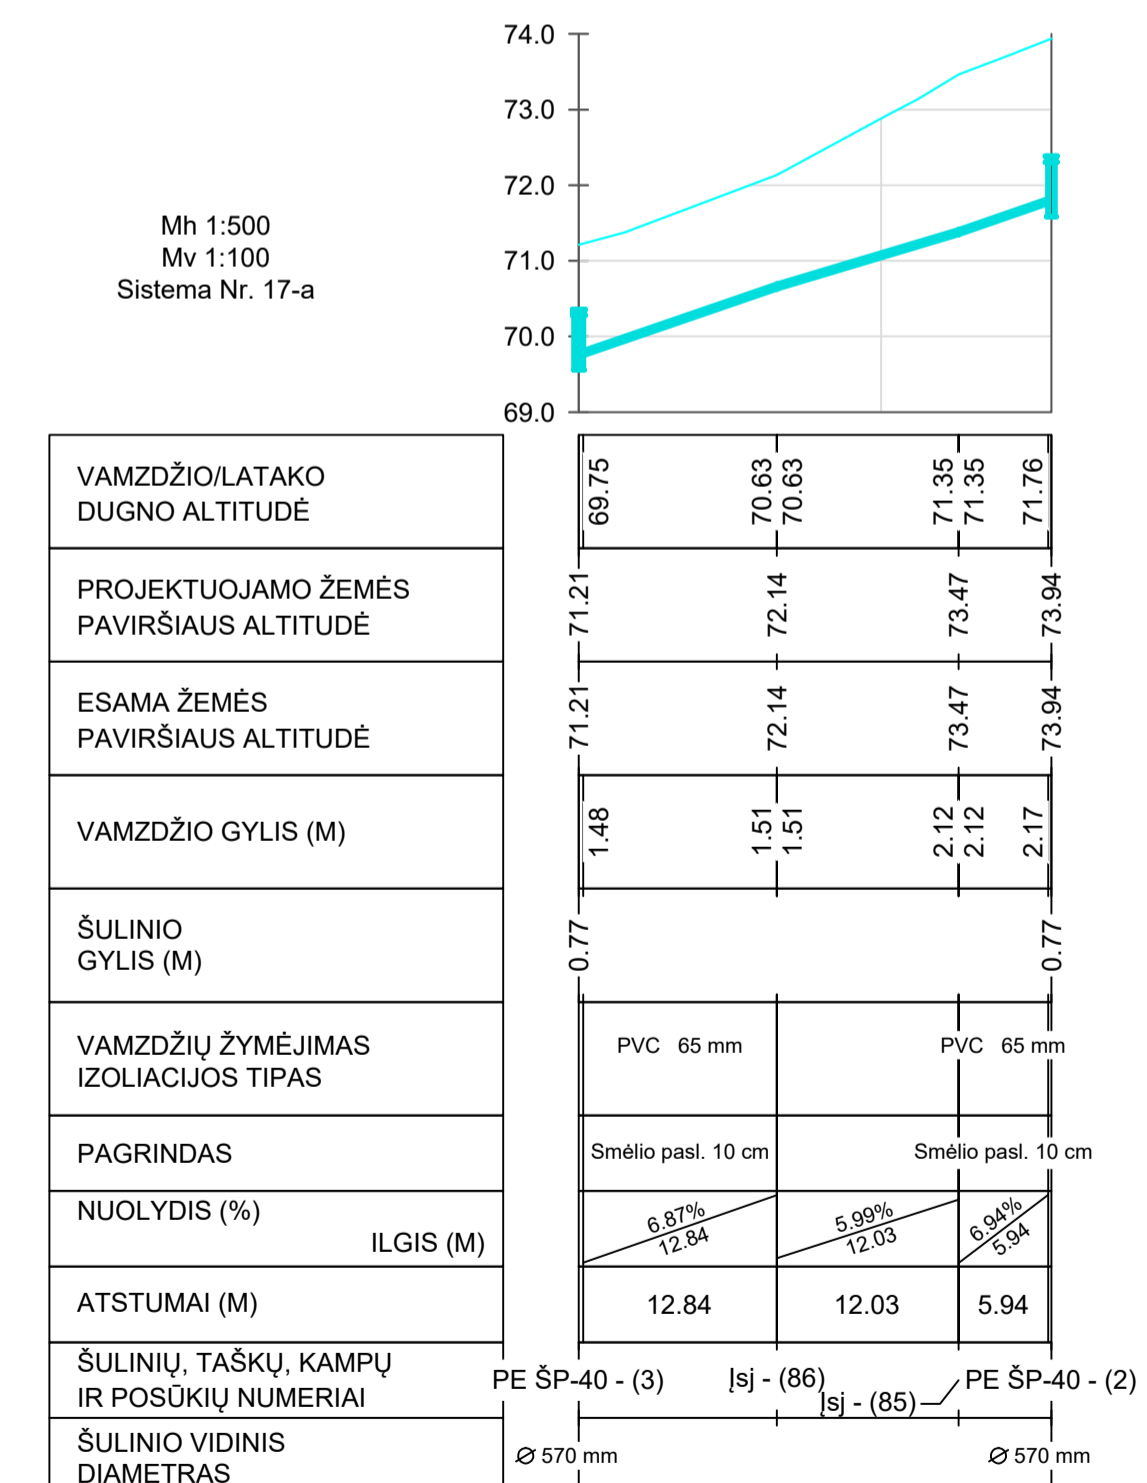 74.0
73.0
72.0
71.0
70.0
69.0
Mh 1:500
Mv 1:100
Sistema Nr. 17-a
VAMZDŽIO/LATAKO
DUGNO ALTITUDĖ
69.75 70.63 70.63 71.35 71.35 71.76
PROJEKTUOJAMO ŽEMĖS
PAVIRŠIAUS ALTITUDĖ
71.21 72.14 73.47 73.94
ESAMA ŽEMĖS
PAVIRŠIAUS ALTITUDĖ
71.21 72.14 73.47 73.94
VAMZDŽIO GYLIS (M)
1.48 1.51 1.51 2.12 2.12 2.17
ŠULINIO
GYLIS (M)
0.77 0.77
VAMZDŽIŲ ŽYMĖJIMAS
IZOLIACIJOS TIPAS
PVC 65 mm PVC 65 mm
PAGRINDAS
Smėlio pasl. 10 cm Smėlio pasl. 10 cm
NUOLYDIS (%)
ILGIS (M)
6.87% 5.99% 6.94%
12.84 12.03 5.94
ATSTUMAI (M)
12.84 12.03 5.94
ŠULINIŲ, TAŠKŲ, KAMPŲ
IR POSŪKIŲ NUMERIAI
PE ŠP-40 - (3) Įsj - (86) Įsj - (85) PE ŠP-40 - (2)
ŠULINIO VIDINIS
DIAMETRAS
Ø 570 mm Ø 570 mm